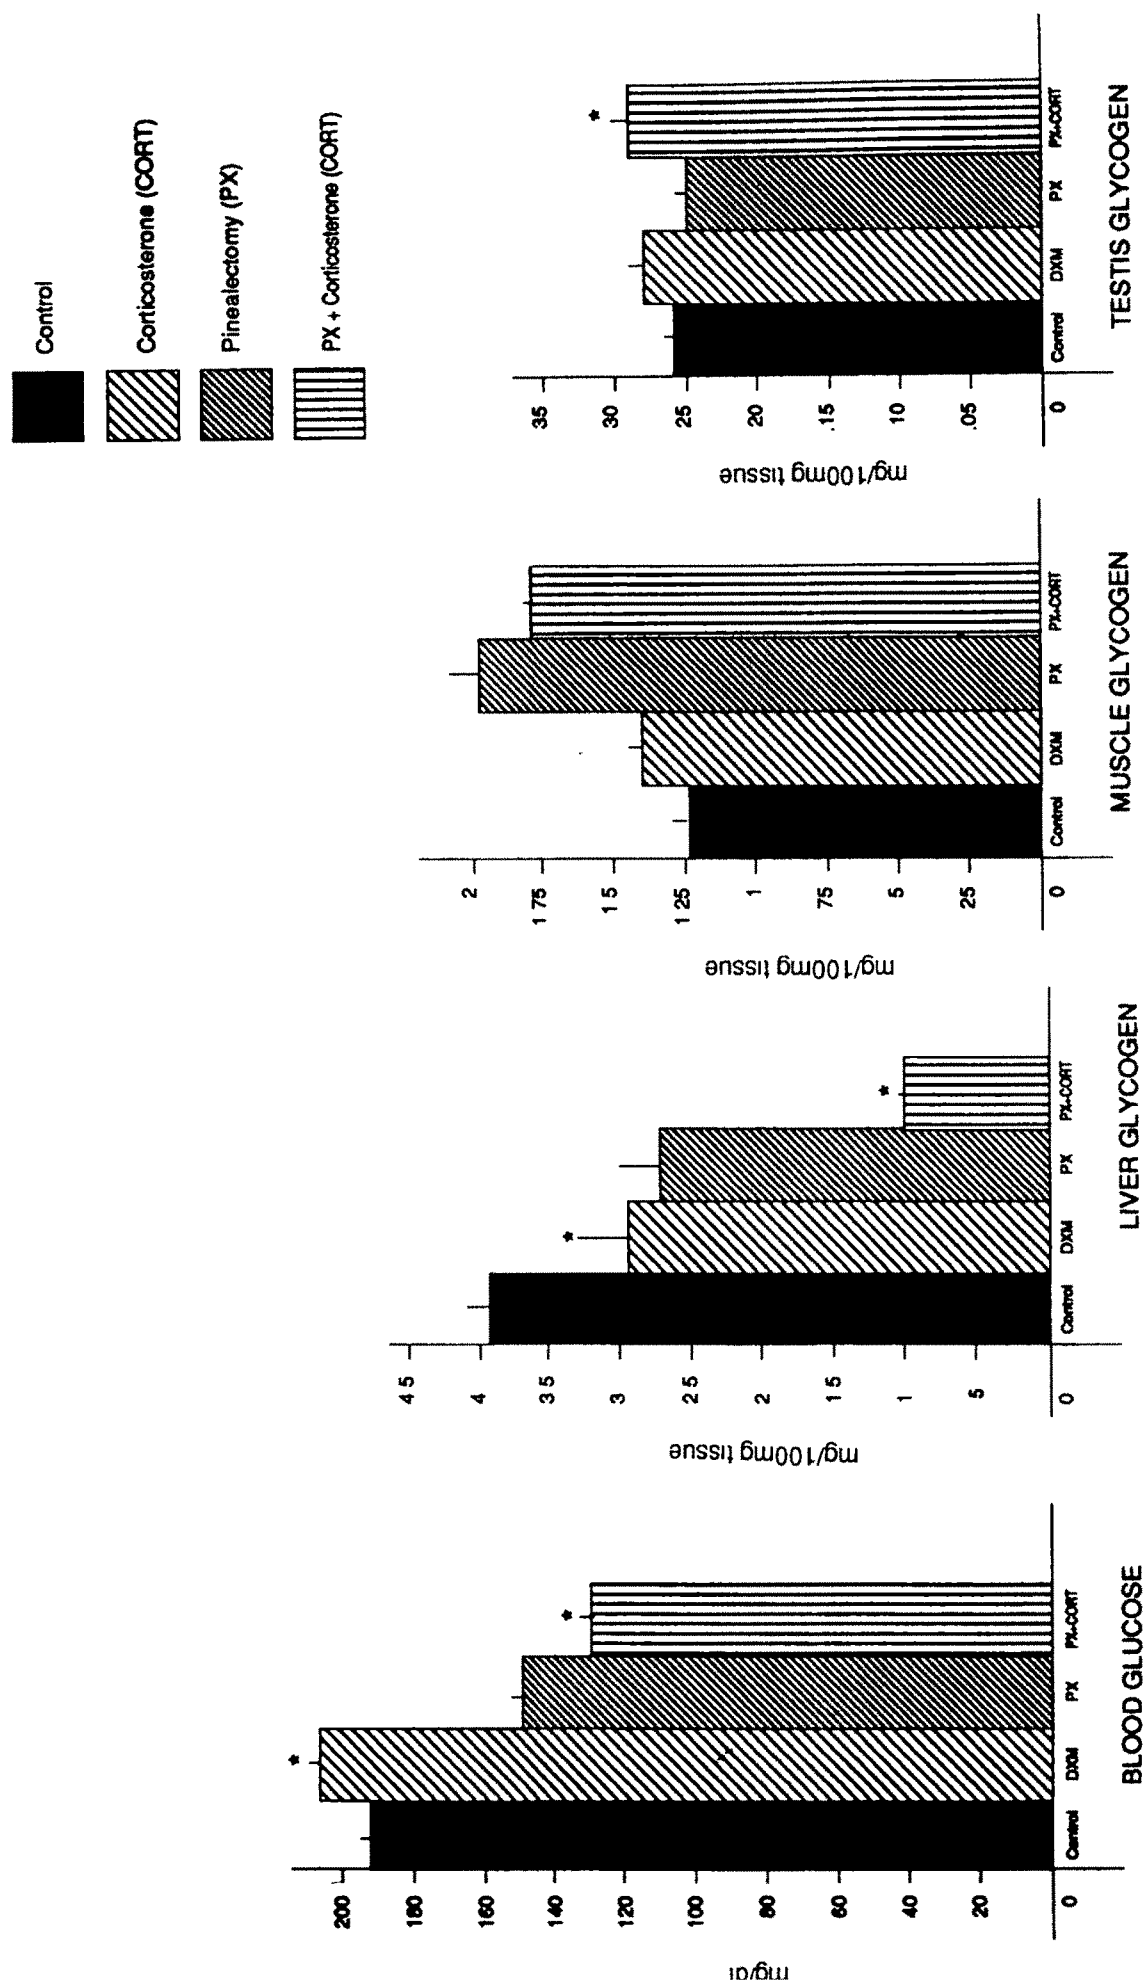 Control
Corticosterone (CORT)
Pinealectomy (PX)
PX + Corticosterone (CORT)
mg/dl
200
180
160
140
120
100
80
60
40
20
0
Control
DXM
PX
PX+CORT
BLOOD GLUCOSE
mg/100mg tissue
4 5
4
3 5
3
2 5
2
1 5
1
5
0
Control
DXM
PX
PX+CORT
LIVER GLYCOGEN
mg/100mg tissue
2
1 75
1 5
1 25
1
75
5
25
0
Control
DXM
PX
PX+CORT
MUSCLE GLYCOGEN
mg/100mg tissue
35
30
25
.20
.15
.10
.05
0
Control
DXM
PX
PX+CORT
TESTIS GLYCOGEN